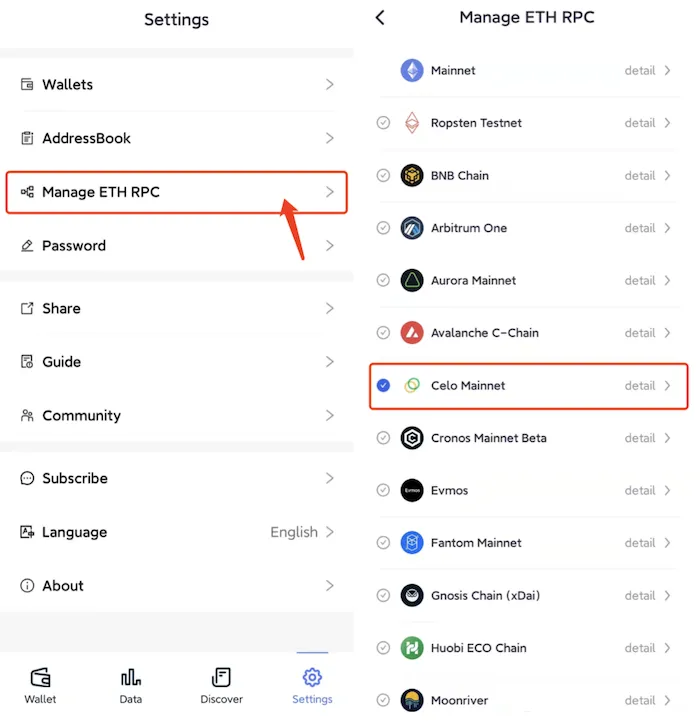 Settings
Wallets
AddressBook
Manage ETH RPC
Password
Share
Guide
Community
Subscribe
Language English
About
Wallet Data Discover Settings
Manage ETH RPC
Mainnet detail
Ropsten Testnet detail
BNB Chain detail
Arbitrum One detail
Aurora Mainnet detail
Avalanche C-Chain detail
Celo Mainnet detail
Cronos Mainnet Beta detail
Evmos Evmos detail
Fantom Mainnet detail
Gnosis Chain (xDai) detail
Huobi ECO Chain detail
Moonriver detail